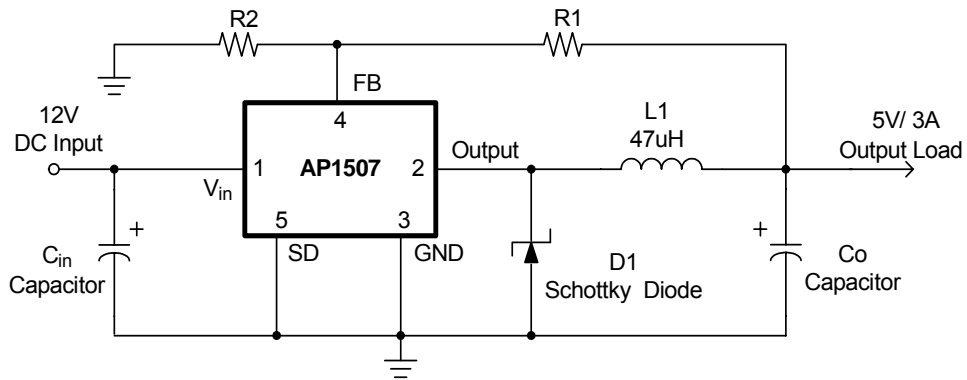 R2
R1
FB
12V
DC Input
4
L1
47uH
5V/ 3A
Output Load
1
AP1507
2
Output
Vin
5
3
SD
GND
+
Cin
Capacitor
D1
Schottky Diode
+
Co
Capacitor